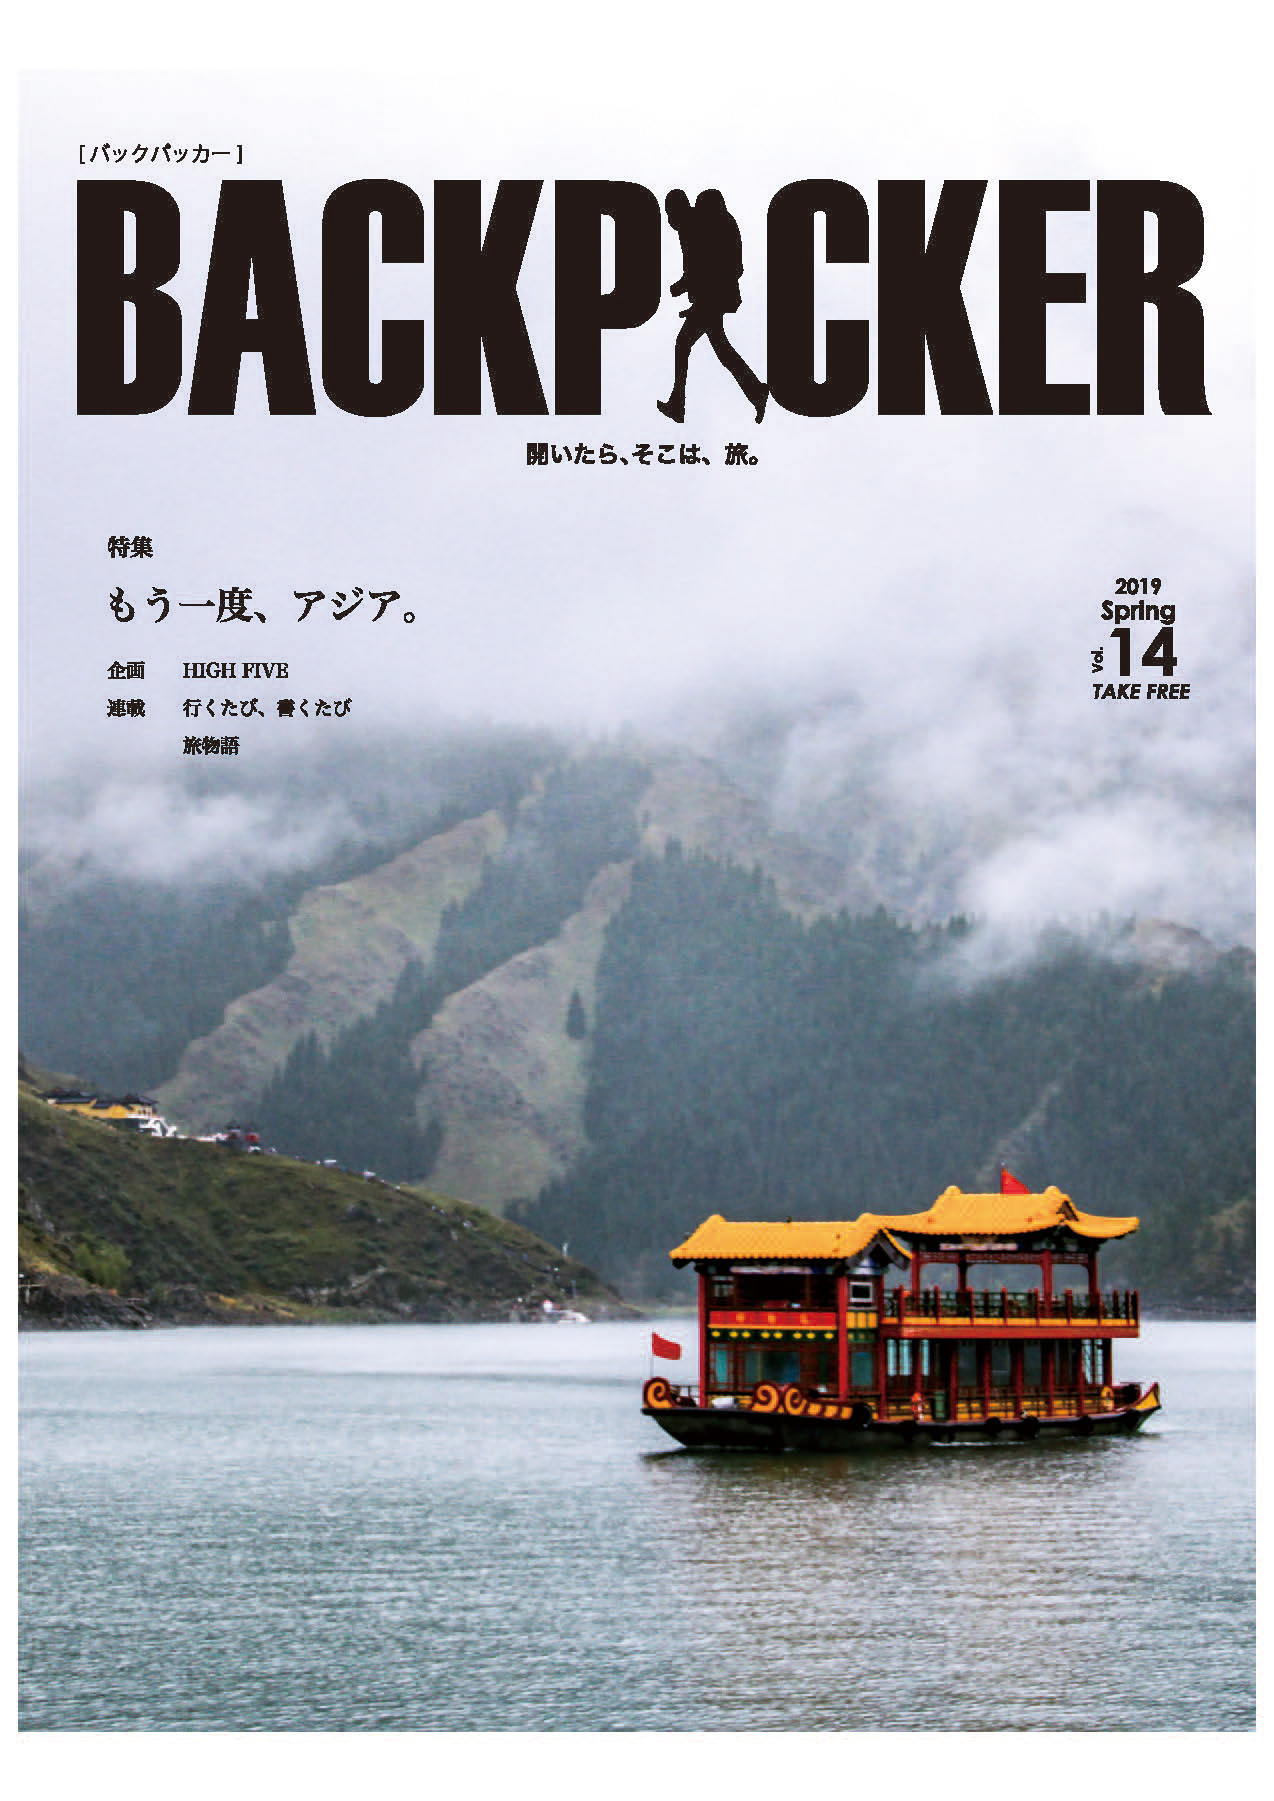 [バックパッカー]
BACKPACKER
開いたら、そこは、旅。
特集
もう一度、アジア。
企画 HIGH FIVE
連載 行くたび、書くたび
旅物語
2019
Spring
Vol. 14
TAKE FREE